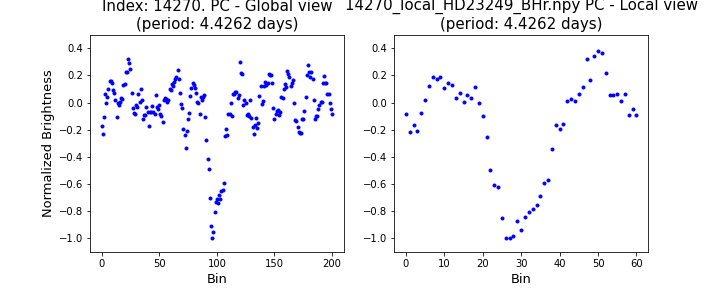 Index: 14270. PC - Global view
(period: 4.4262 days)
14270_local_HD23249_BHr.npy PC - Local view
(period: 4.4262 days)
Normalized Brightness
0.4
0.2
0.0
−0.2
−0.4
−0.6
−0.8
−1.0
0 50 100 150 200
Bin
0.4
0.2
0.0
−0.2
−0.4
−0.6
−0.8
−1.0
0 10 20 30 40 50 60
Bin